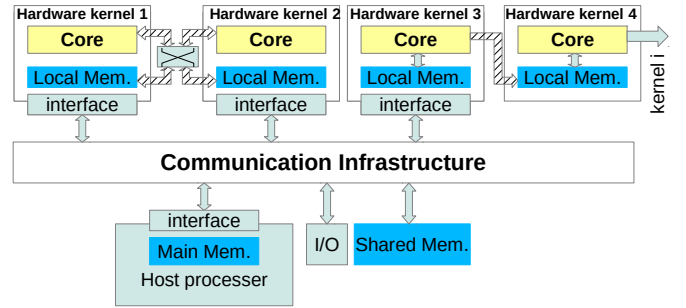 Hardware kernel 1
Hardware kernel 2
Hardware kernel 3
Hardware kernel 4
Core
Core
Core
Core
Local Mem.
Local Mem.
Local Mem.
Local Mem.
interface
interface
interface
kernel i
Communication Infrastructure
interface
Main Mem.
Host processer
I/O
Shared Mem.